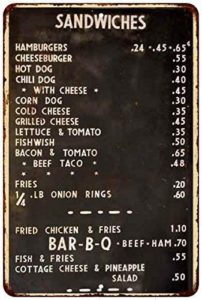 SANDWICHES
HAMBURGERS .24 .45 .65¢
CHEESEBURGER .55
HOT DOG .30
CHILI DOG .40
* WITH CHEESE * .45
CORN DOG .30
COLD CHEESE .35
GRILLED CHEESE .45
LETTUCE & TOMATO .35
FISHWISH .50
BACON & TOMATO .65
* BEEF TACO * .48
* * * *
FRIES .20
¼ .LB ONION RINGS .60
FRIED CHICKEN & FRIES 1.10
BAR-B-Q - BEEF-HAM .70
FISH & FRIES .55
COTTAGE CHEESE & PINEAPPLE
SALAD .50